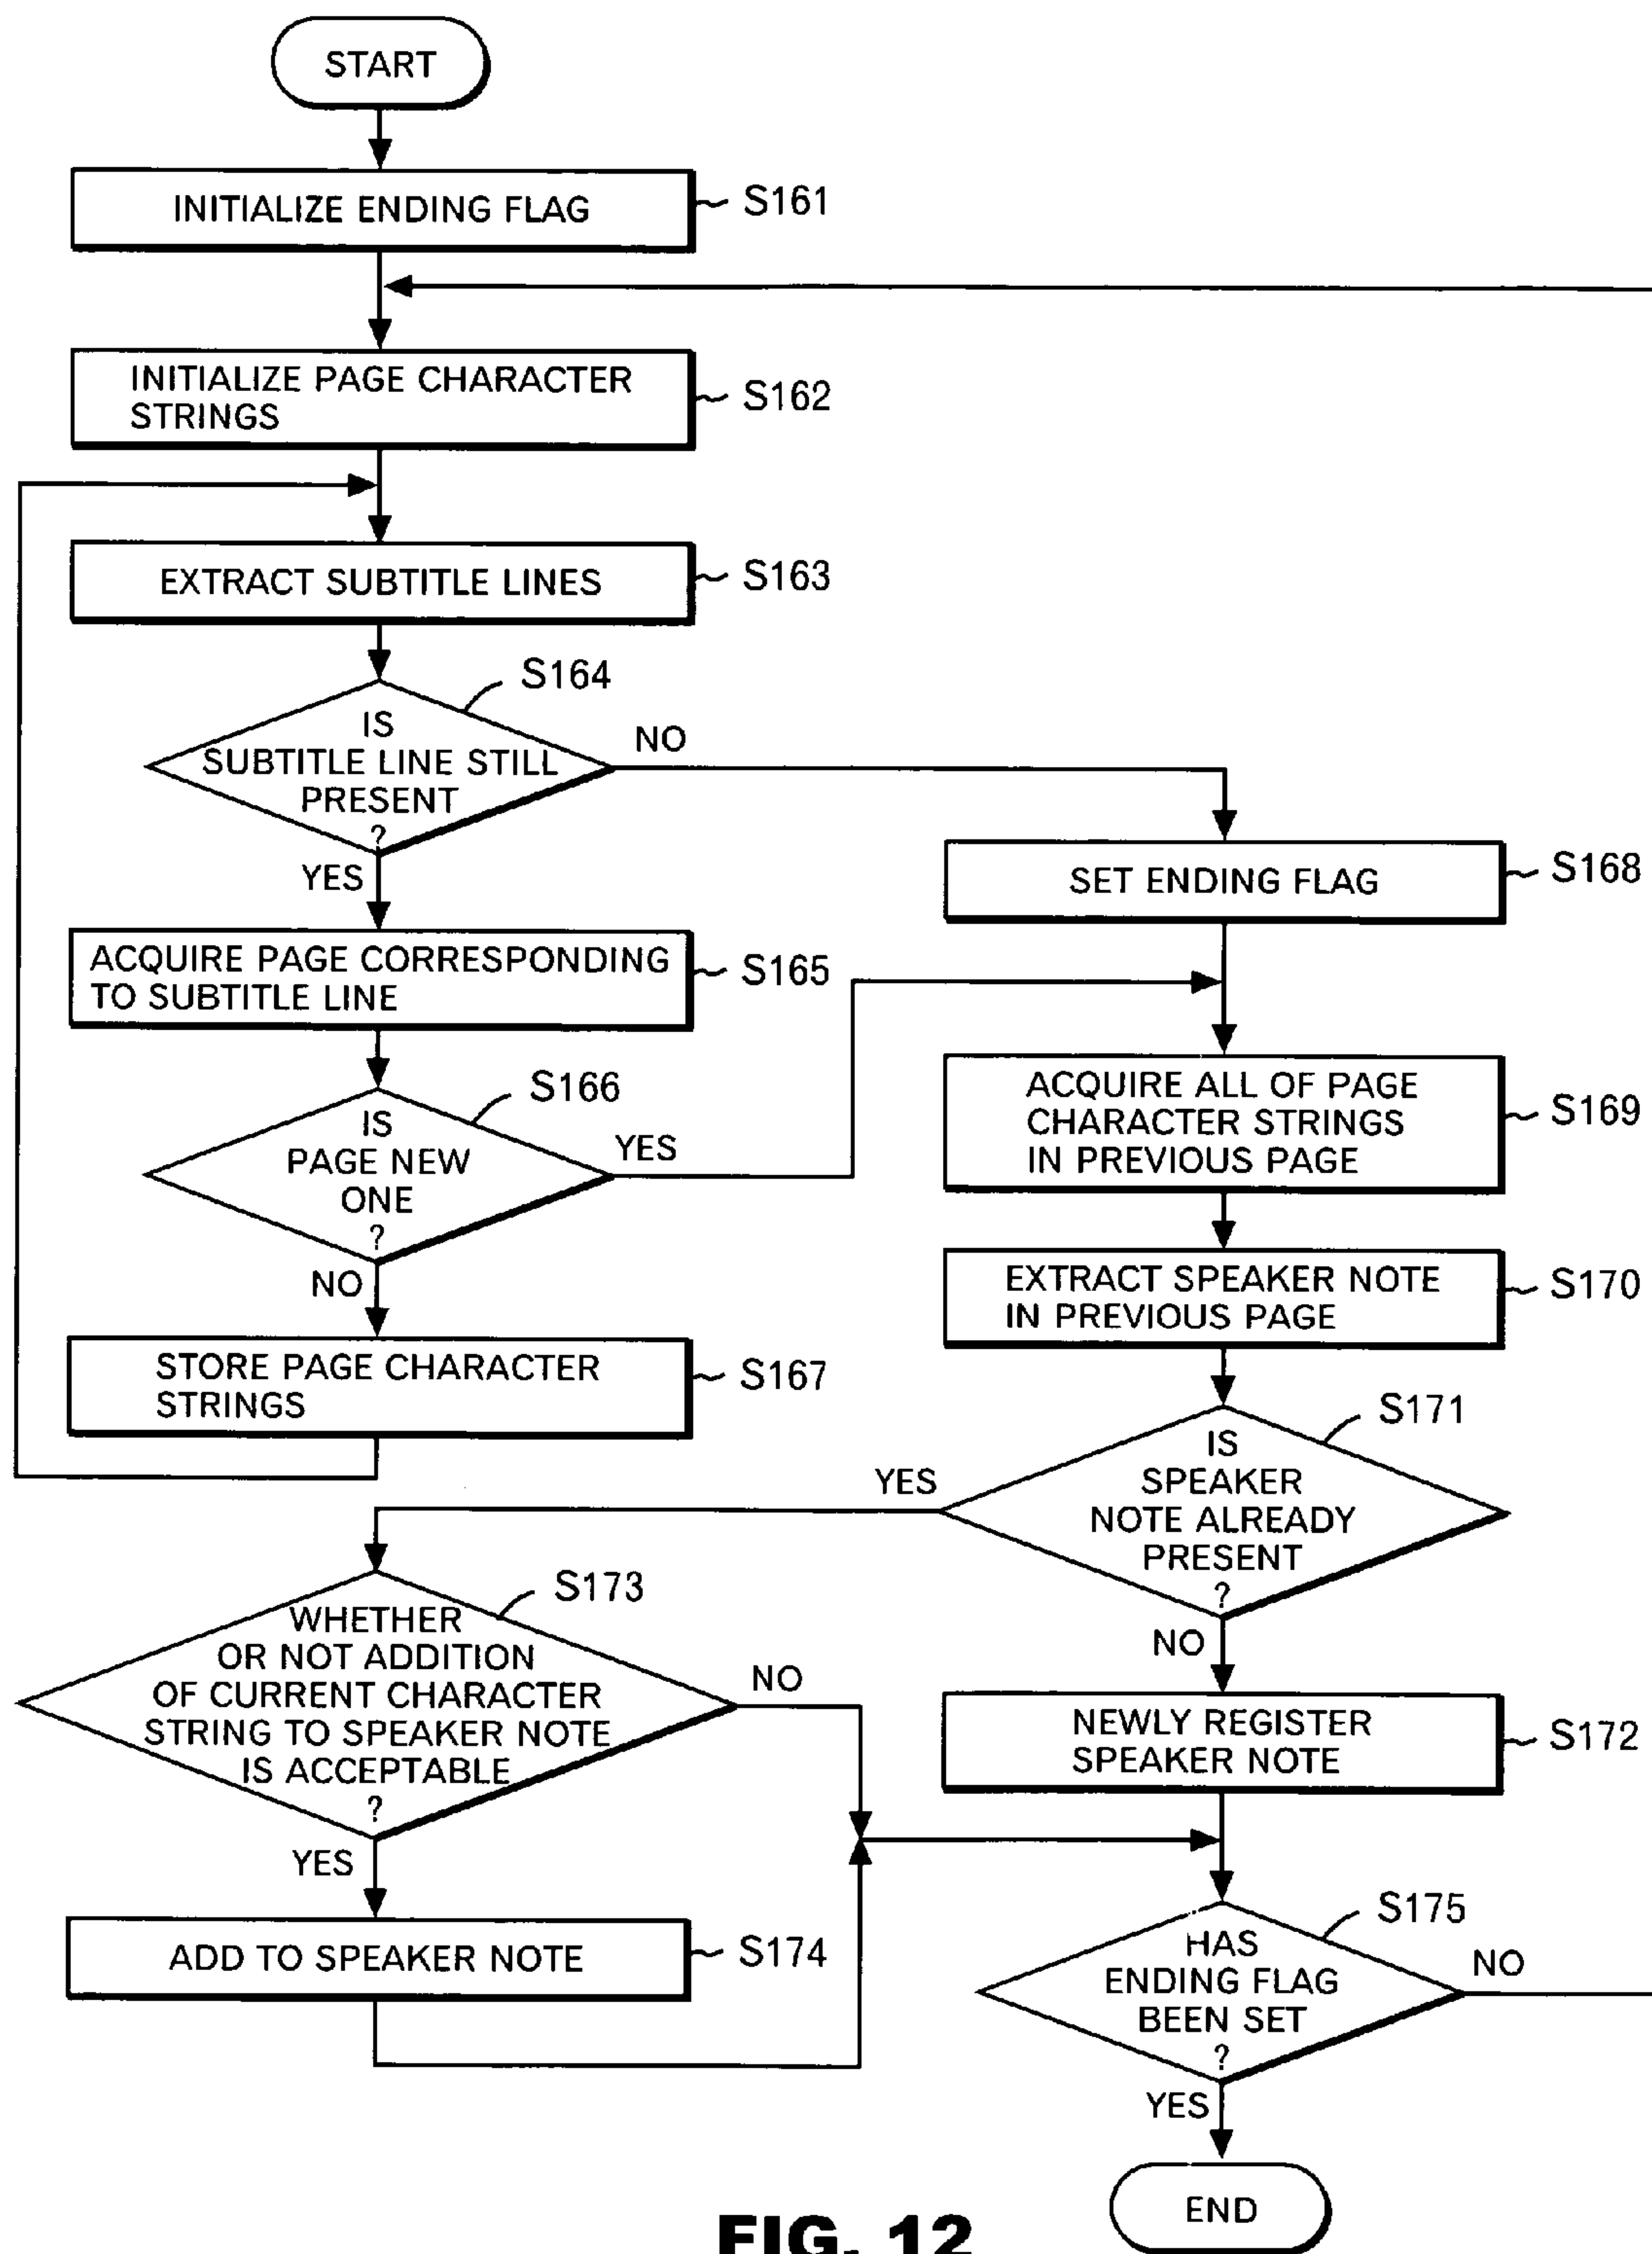 START
INITIALIZE ENDING FLAG
S161
INITIALIZE PAGE CHARACTER
STRINGS
S162
EXTRACT SUBTITLE LINES
S163
S164
IS
SUBTITLE LINE STILL
PRESENT
?
NO
YES
SET ENDING FLAG
S168
ACQUIRE PAGE CORRESPONDING
TO SUBTITLE LINE
S165
S166
IS
PAGE NEW
ONE
?
YES
NO
ACQUIRE ALL OF PAGE
CHARACTER STRINGS
IN PREVIOUS PAGE
S169
EXTRACT SPEAKER NOTE
IN PREVIOUS PAGE
S170
STORE PAGE CHARACTER
STRINGS
S167
S171
IS
SPEAKER
NOTE ALREADY
PRESENT
?
YES
NO
S173
WHETHER
OR NOT ADDITION
OF CURRENT CHARACTER
STRING TO SPEAKER NOTE
IS ACCEPTABLE
?
NO
YES
NEWLY REGISTER
SPEAKER NOTE
S172
ADD TO SPEAKER NOTE
S174
S175
HAS
ENDING FLAG
BEEN SET
?
NO
YES
END
FIG. 12